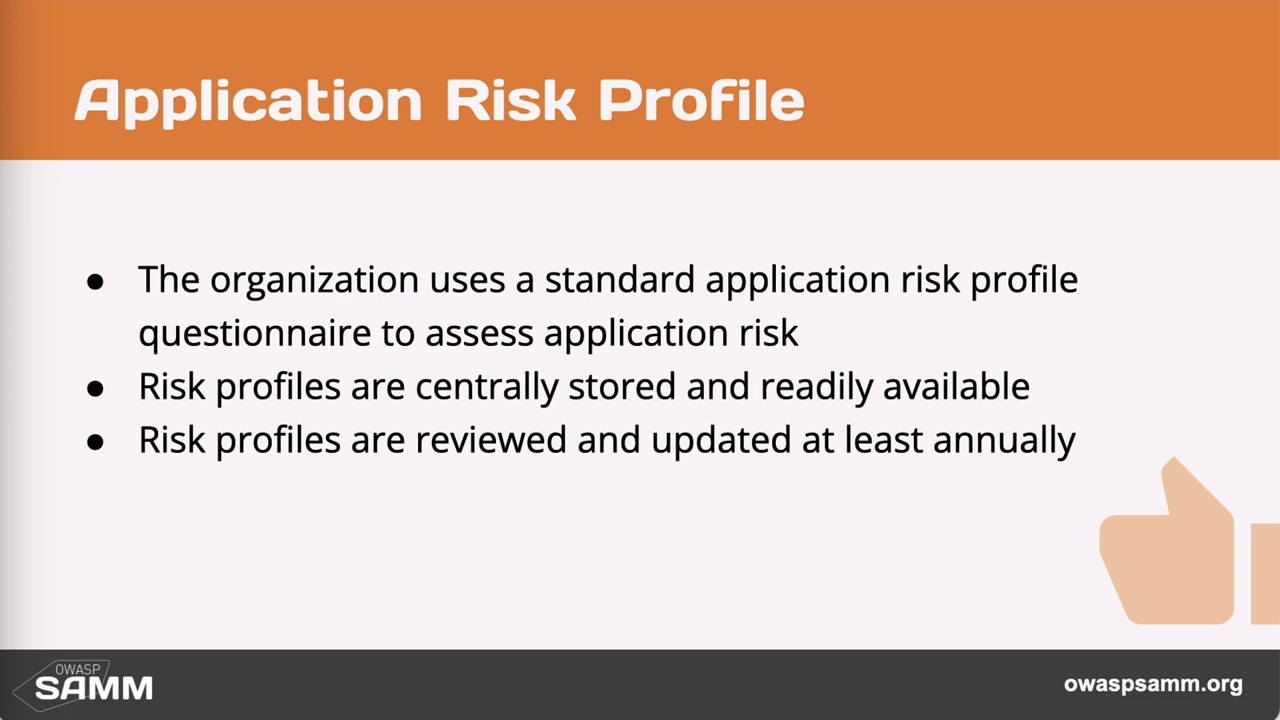 Application Risk Profile
● The organization uses a standard application risk profile
questionnaire to assess application risk
● Risk profiles are centrally stored and readily available
● Risk profiles are reviewed and updated at least annually
OWASP
SAMM
owaspsamm.org